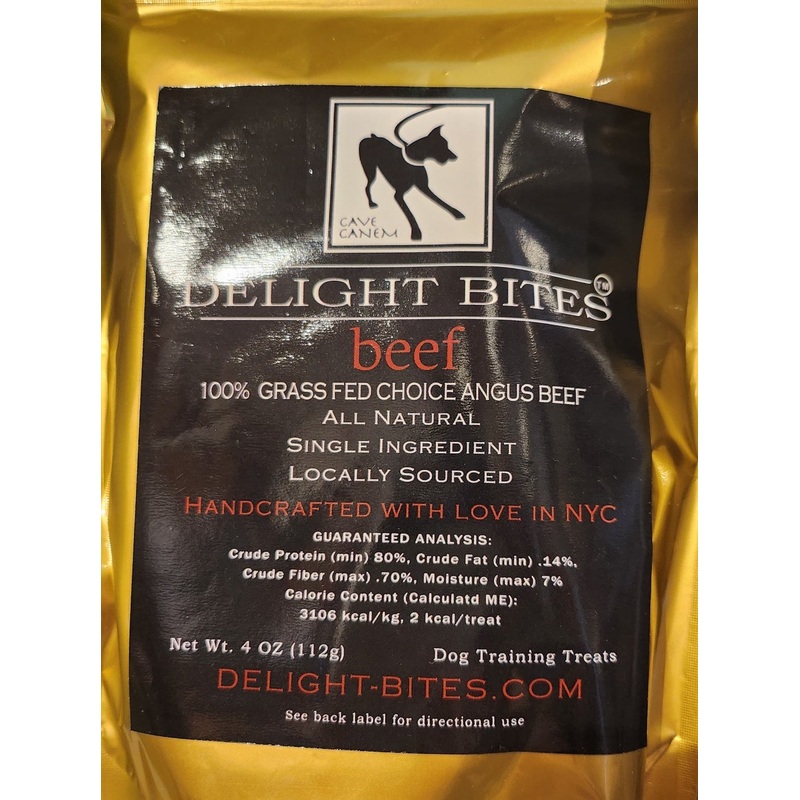 CAVE
CANEM
DELIGHT BITES™
beef
100% GRASS FED CHOICE ANGUS BEEF
ALL NATURAL
SINGLE INGREDIENT
LOCALLY SOURCED
HANDCRAFTED WITH LOVE IN NYC
GUARANTEED ANALYSIS:
Crude Protein (min) 80%, Crude Fat (min) .14%,
Crude Fiber (max) .70%, Moisture (max) 7%
Calorie Content (Calculatd ME):
3106 kcal/kg, 2 kcal/treat
Net Wt. 4 OZ (112g) Dog Training Treats
DELIGHT-BITES.COM
See back label for directional use